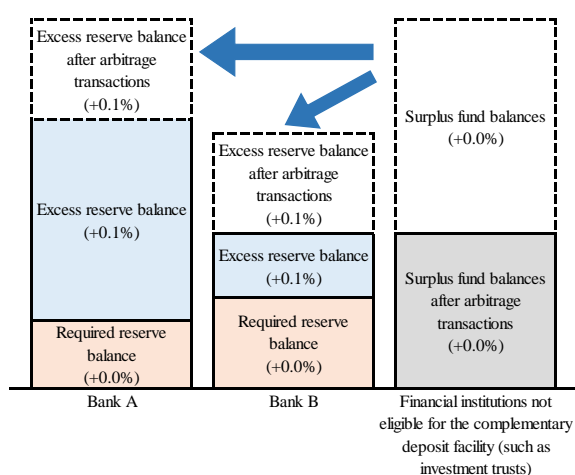 Excess reserve balance
after arbitrage
transactions
(+0.1%)
Excess reserve balance
(+0.1%)
Required reserve
balance
(+0.0%)
Bank A
Excess reserve balance
after arbitrage
transactions
(+0.1%)
Excess reserve balance
(+0.1%)
Required reserve
balance
(+0.0%)
Bank B
Surplus fund balances
(+0.0%)
Surplus fund balances
after arbitrage
transactions
(+0.0%)
Financial institutions not
eligible for the complementary
deposit facility (such as
investment trusts)